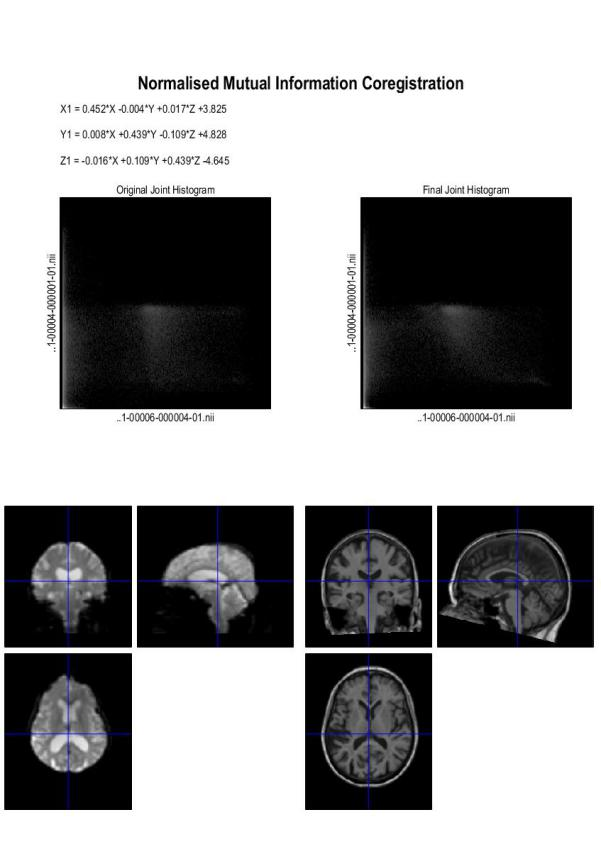 Normalised Mutual Information Coregistration
X1 = 0.452*X -0.004*Y +0.017*Z +3.825
Y1 = 0.008*X +0.439*Y -0.109*Z +4.828
Z1 = -0.016*X +0.109*Y +0.439*Z -4.645
Original Joint Histogram
..1-00004-000001-01.nii
..1-00006-000004-01.nii
Final Joint Histogram
..1-00004-000001-01.nii
..1-00006-000004-01.nii